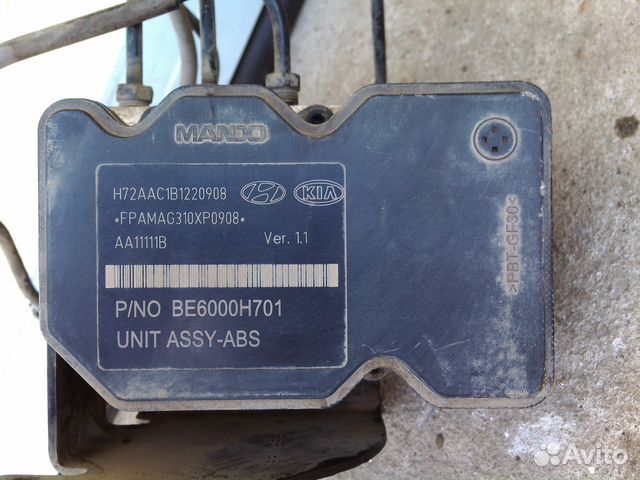 MANDO
H72AAC1B1220908 KIA
*FPAMAG310XP0908*
AA11111B Ver. 1.1
P/NO BE6000H701
UNIT ASSY-ABS
>PBT-GF30<
Avito